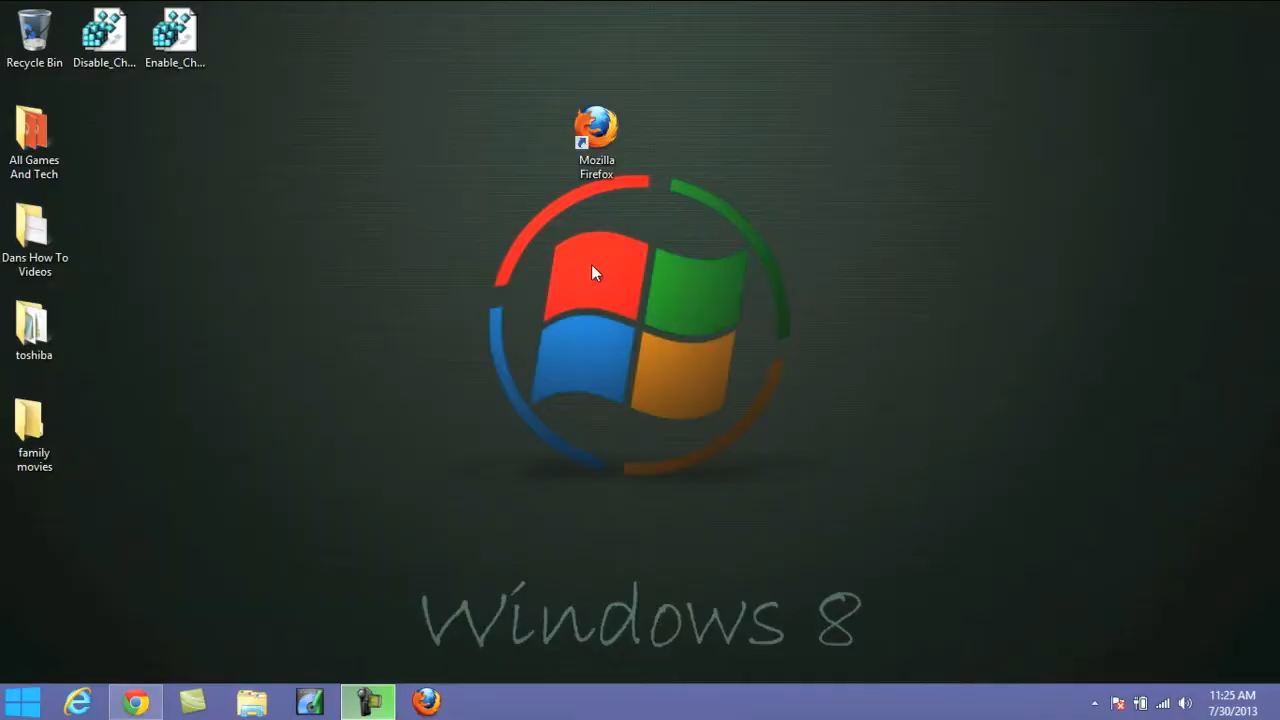 Recycle Bin
Disable_Ch...
Enable_Ch...
All Games
And Tech
Mozilla
Firefox
Dans How To
Videos
toshiba
family
movies
Windows 8
11:25 AM
7/30/2013